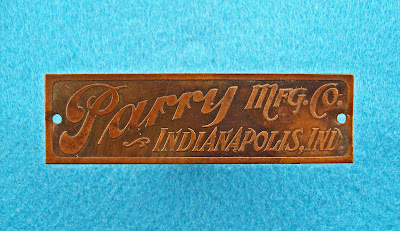 Parry MFG. CO.
INDIANAPOLIS, IND.